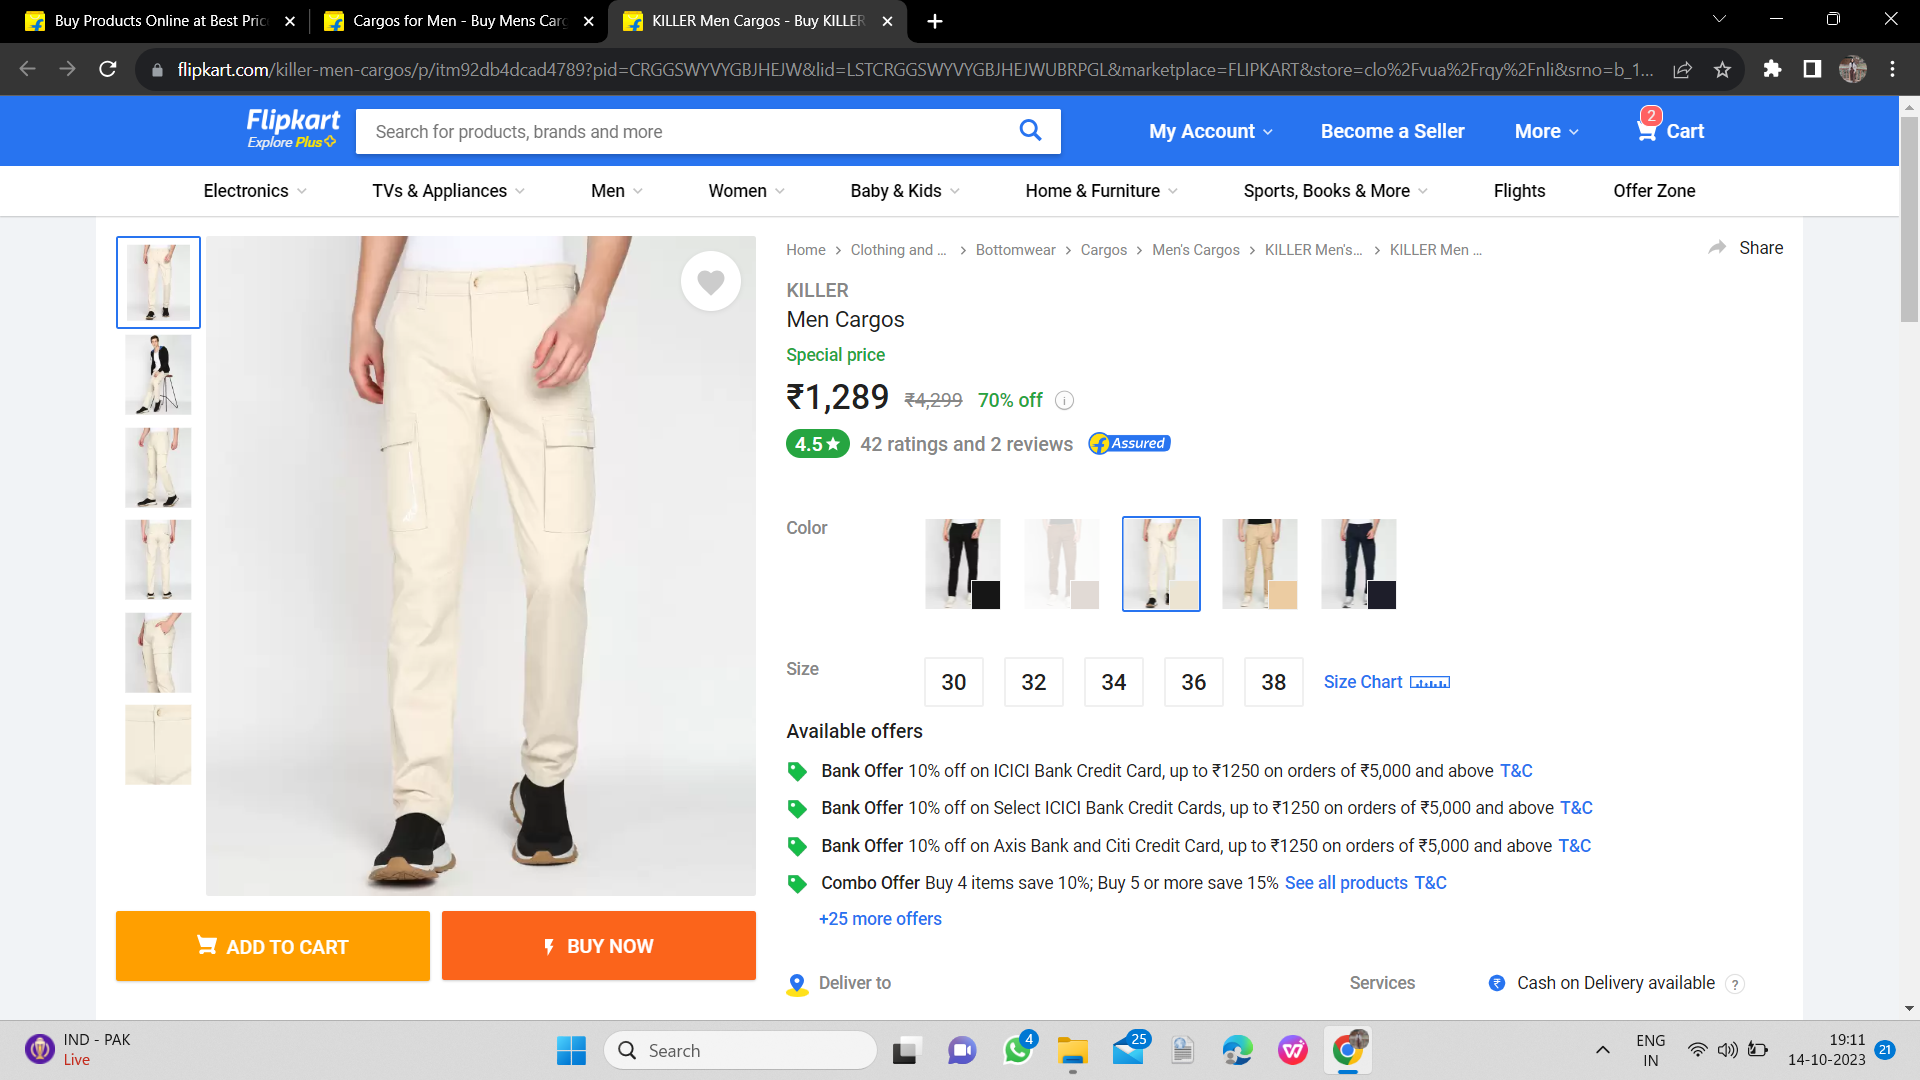 Buy Products Online at Best Pric
Cargos for Men - Buy Mens Carg
KILLER Men Cargos - Buy KILLER
flipkart.com/killer-men-cargos/p/itm92db4dcad4789?pid=CRGGSWYVYGBJHEJW&lid=LSTCRGGSWYVYGBJHEJWUBRPGL&marketplace=FLIPKART&store=clo%2Fvua%2Frqy%2Fnli&srno=b_1...
Flipkart
Explore Plus
Search for products, brands and more
My Account
Become a Seller
More
2
Cart
Electronics
TVs & Appliances
Men
Women
Baby & Kids
Home & Furniture
Sports, Books & More
Flights
Offer Zone
Home > Clothing and ... > Bottomwear > Cargos > Men's Cargos > KILLER Men's... > KILLER Men ...
Share
KILLER
Men Cargos
Special price
₹1,289 ₹4,299 70% off
4.5★ 42 ratings and 2 reviews Assured
Color
Size
30 32 34 36 38 Size Chart
Available offers
Bank Offer 10% off on ICICI Bank Credit Card, up to ₹1250 on orders of ₹5,000 and above T&C
Bank Offer 10% off on Select ICICI Bank Credit Cards, up to ₹1250 on orders of ₹5,000 and above T&C
Bank Offer 10% off on Axis Bank and Citi Credit Card, up to ₹1250 on orders of ₹5,000 and above T&C
Combo Offer Buy 4 items save 10%; Buy 5 or more save 15% See all products T&C
+25 more offers
ADD TO CART
BUY NOW
Deliver to
Services
₹ Cash on Delivery available ?
IND - PAK
Live
Search
4
25
ENG
IN
19:11
14-10-2023
21